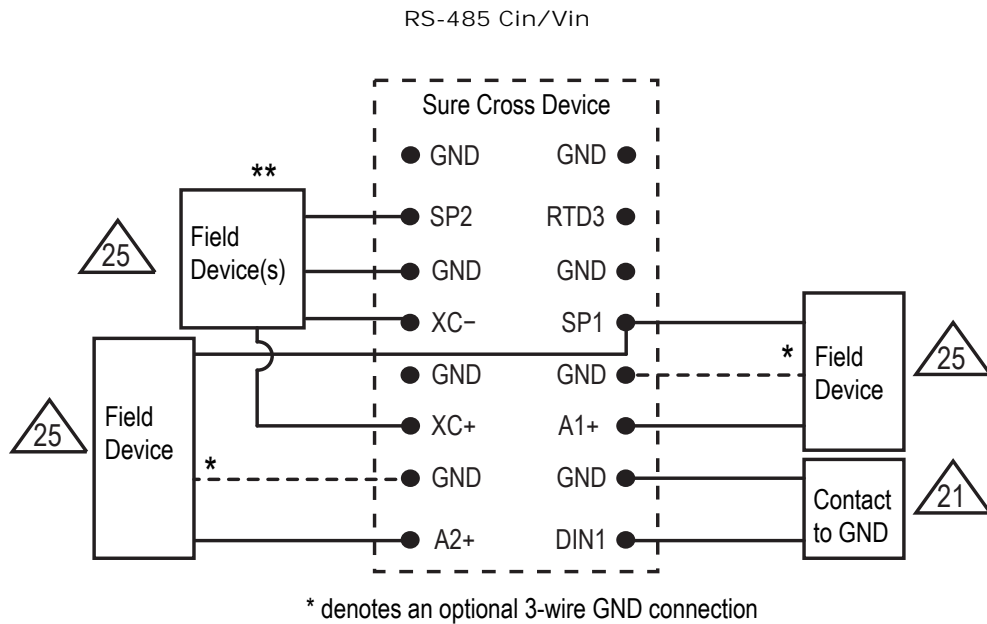 RS-485 Cin/Vin
Sure Cross Device
GND GND
**
SP2 RTD3
25
Field
Device(s)
GND GND
XC− SP1
*
Field
Device
25
GND GND
25
Field
Device
XC+ A1+
*
GND GND
Contact
to GND
21
A2+ DIN1
* denotes an optional 3-wire GND connection